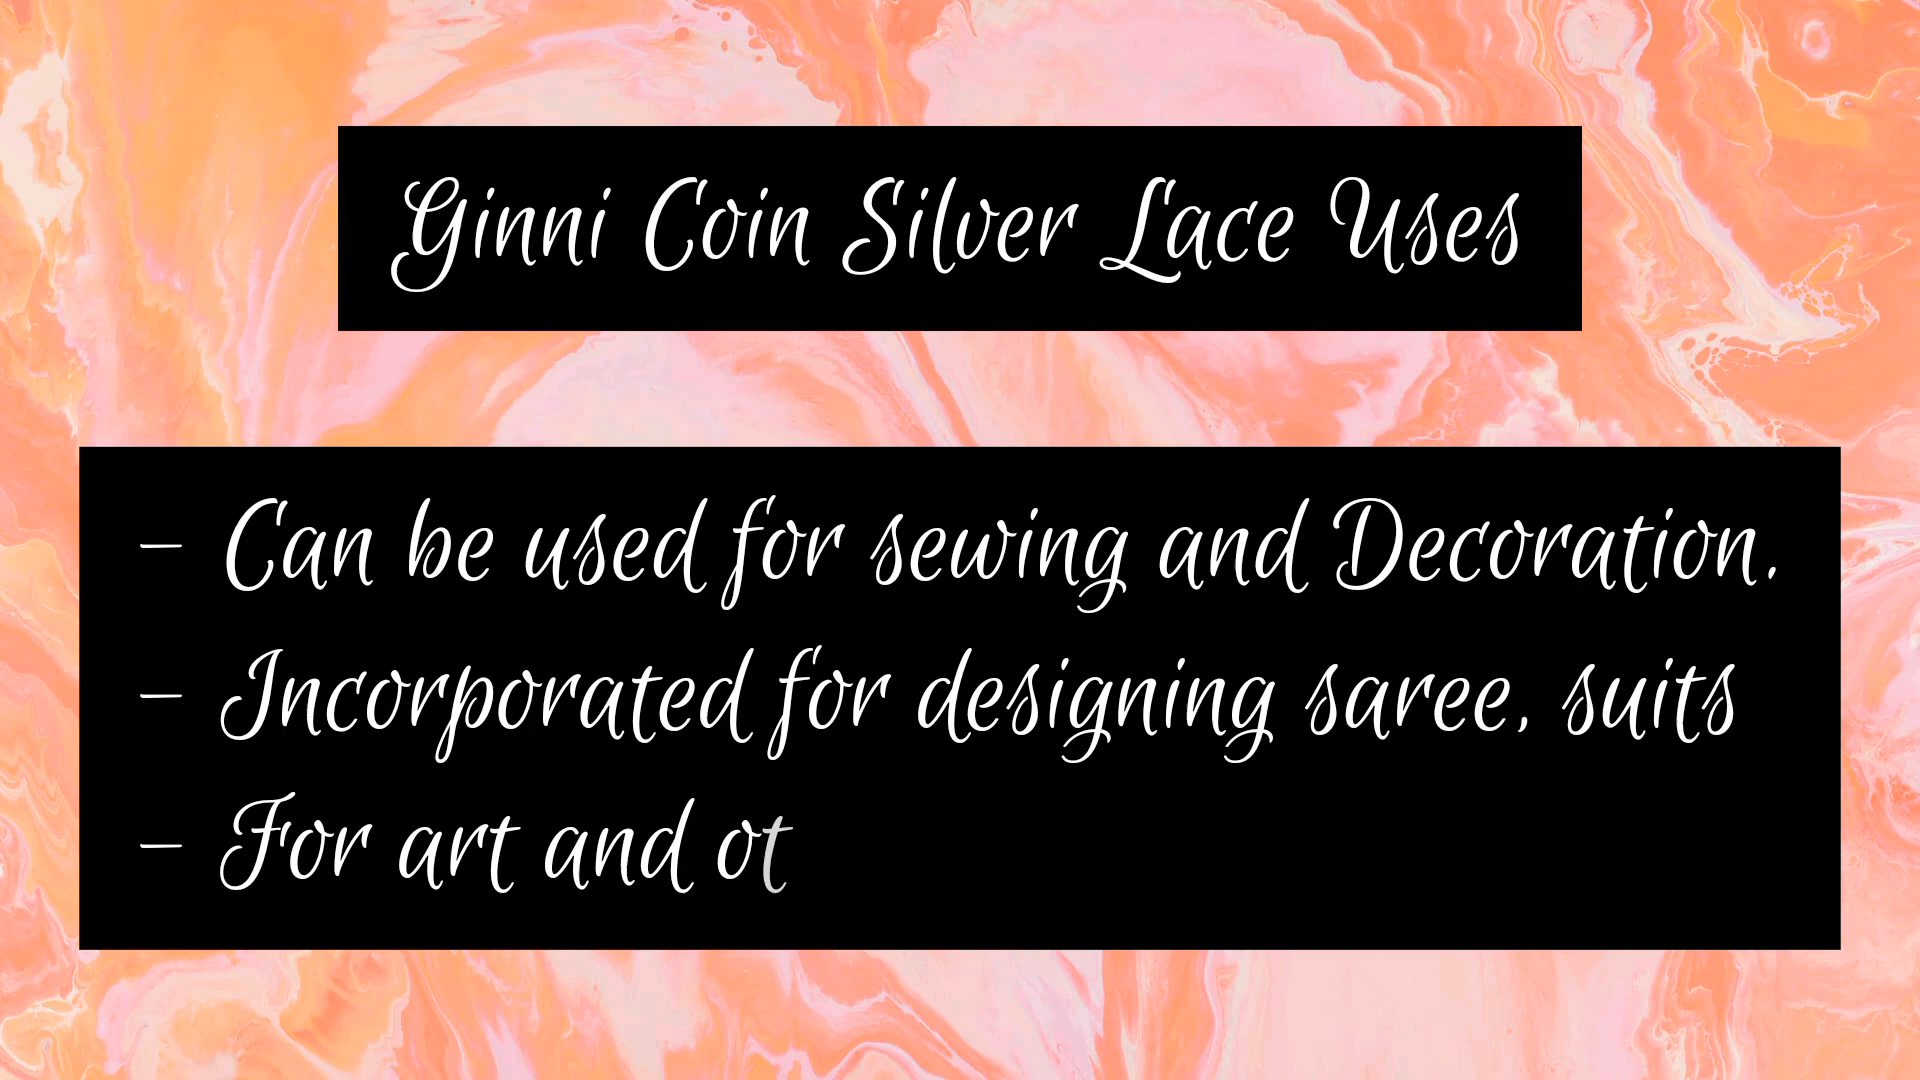 Ginni Coin Silver Lace Uses
- Can be used for sewing and Decoration.
- Incorporated for designing saree, suits
- For art and ot